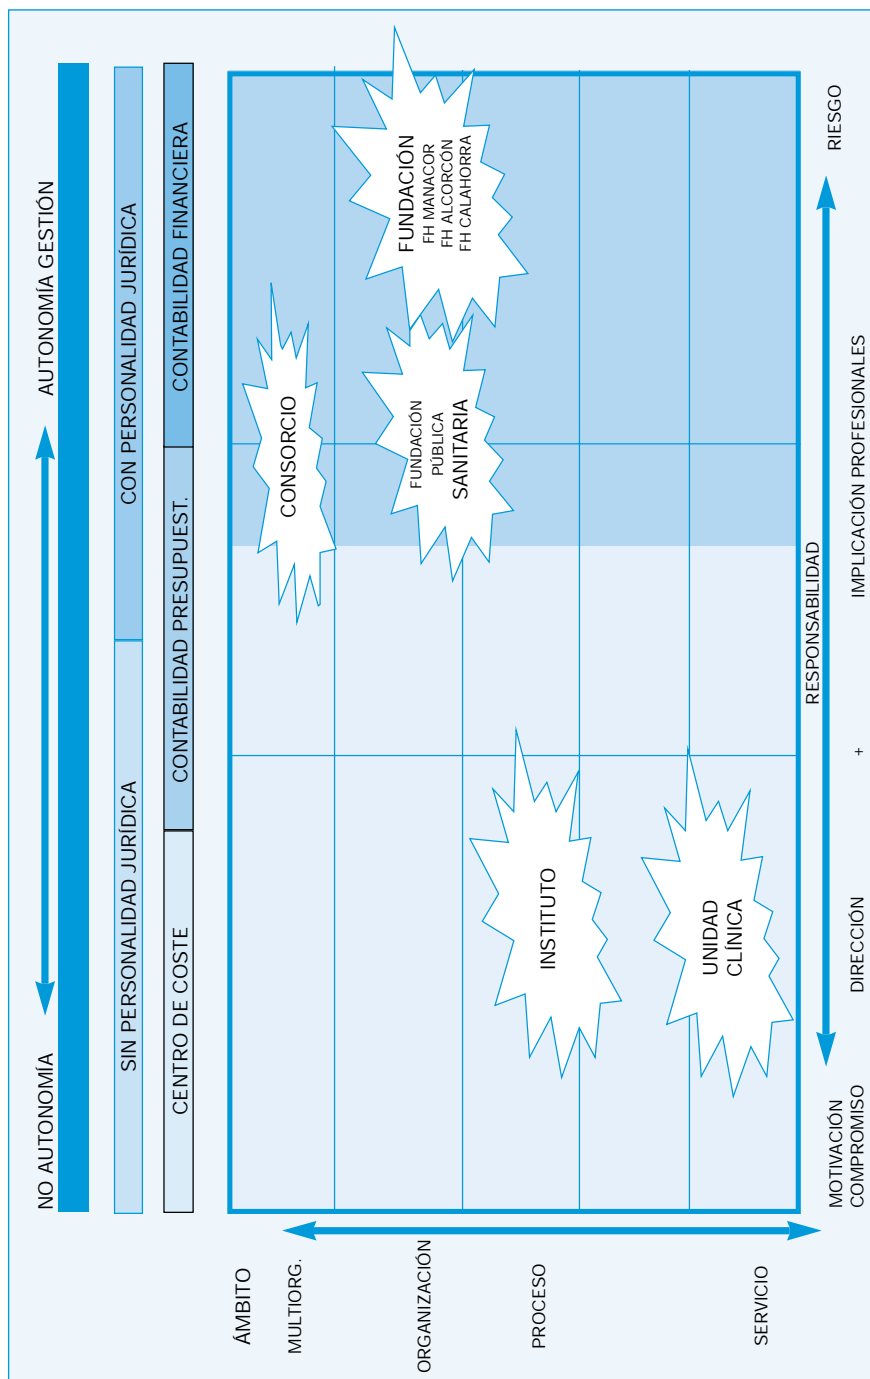 NO AUTONOMÍA
AUTONOMÍA GESTIÓN
SIN PERSONALIDAD JURÍDICA
CON PERSONALIDAD JURÍDICA
CENTRO DE COSTE
CONTABILIDAD PRESUPUEST.
CONTABILIDAD FINANCIERA
ÁMBITO
MULTIORG.
CONSORCIO
ORGANIZACIÓN
FUNDACIÓN
PÚBLICA
SANITARIA
FUNDACIÓN
FH MANACOR
FH ALCORCÓN
FH CALAHORRA
PROCESO
INSTITUTO
SERVICIO
UNIDAD
CLÍNICA
RESPONSABILIDAD
MOTIVACIÓN
COMPROMISO
RIESGO
DIRECCIÓN
+
IMPLICACIÓN PROFESIONALES